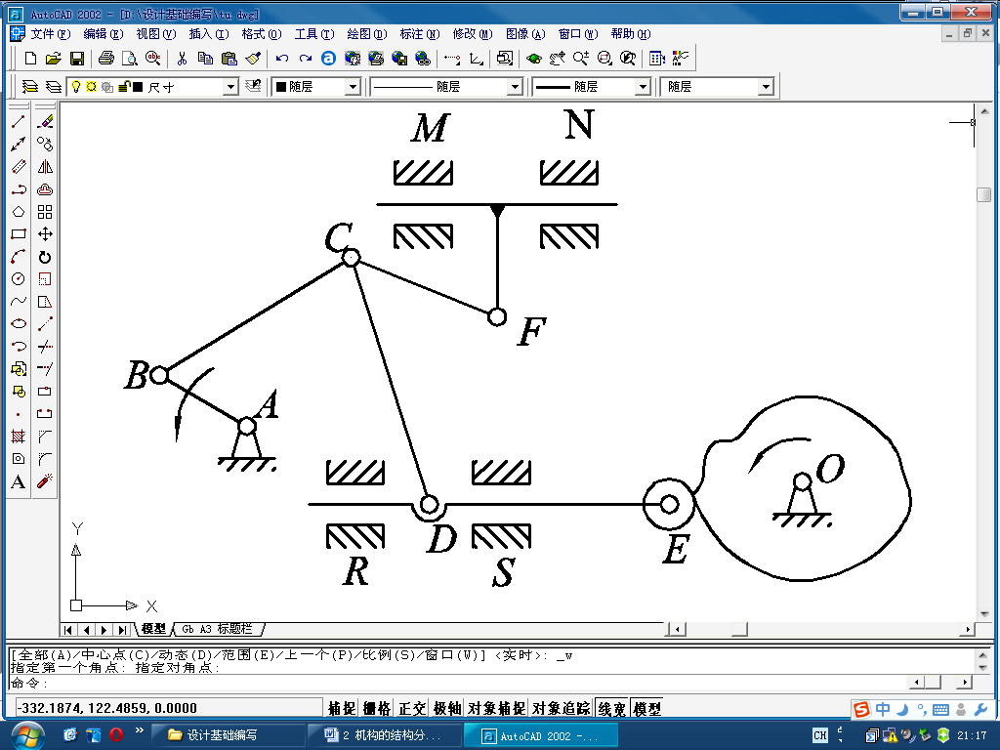 AutoCAD 2002 - [D:\设计基础编写\tu dwg]
文件(F) 编辑(E) 视图(V) 插入(I) 格式(O) 工具(T) 绘图(D) 标注(N) 修改(M) 图像(A) 窗口(W) 帮助(H)
尺寸 随层 随层 随层 随层
M N
C
F
B
A
O
D
E
R S
Y
X
A
模型 Gb A3 标题栏
[全部(A)/中心点(C)/动态(D)/范围(E)/上一个(P)/比例(S)/窗口(W)] <实时>: _w
指定第一个角点: 指定对角点:
命令:
-332.1874, 122.4859, 0.0000 捕捉 栅格 正交 极轴 对象捕捉 对象追踪 线宽 模型
中
设计基础编写 2 机构的结构分... AutoCAD 2002 -... CH 21:17